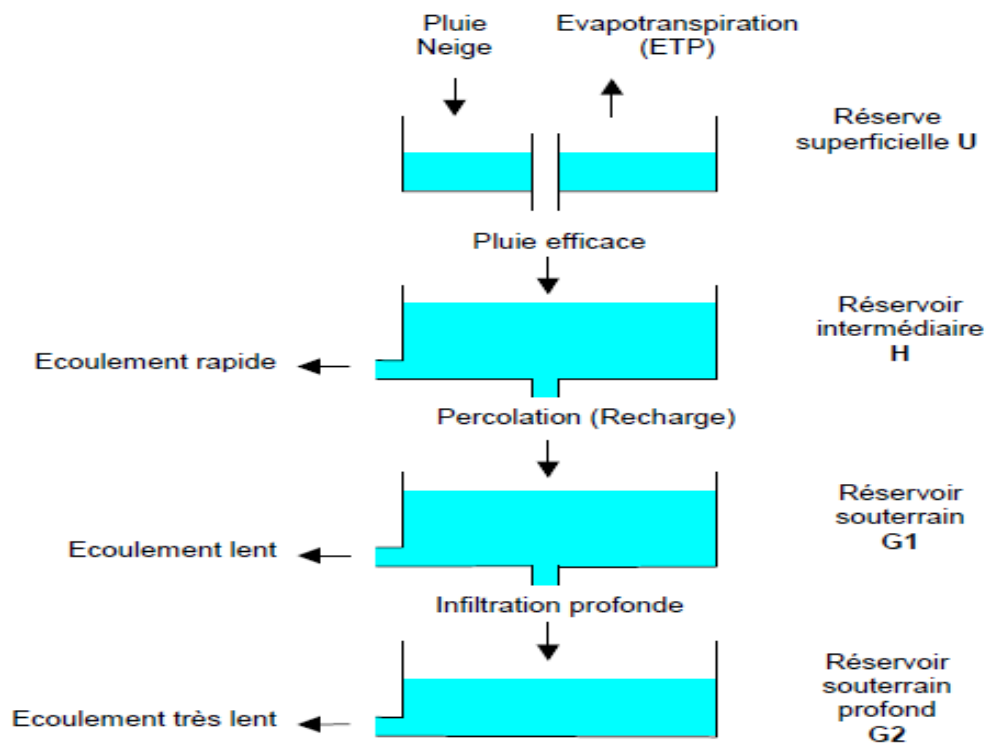 Pluie
Neige
Evapotranspiration
(ETP)
Réserve
superficielle U
Pluie efficace
Réservoir
intermédiaire
H
Ecoulement rapide
Percolation (Recharge)
Réservoir
souterrain
G1
Ecoulement lent
Infiltration profonde
Réservoir
souterrain
profond
G2
Ecoulement très lent